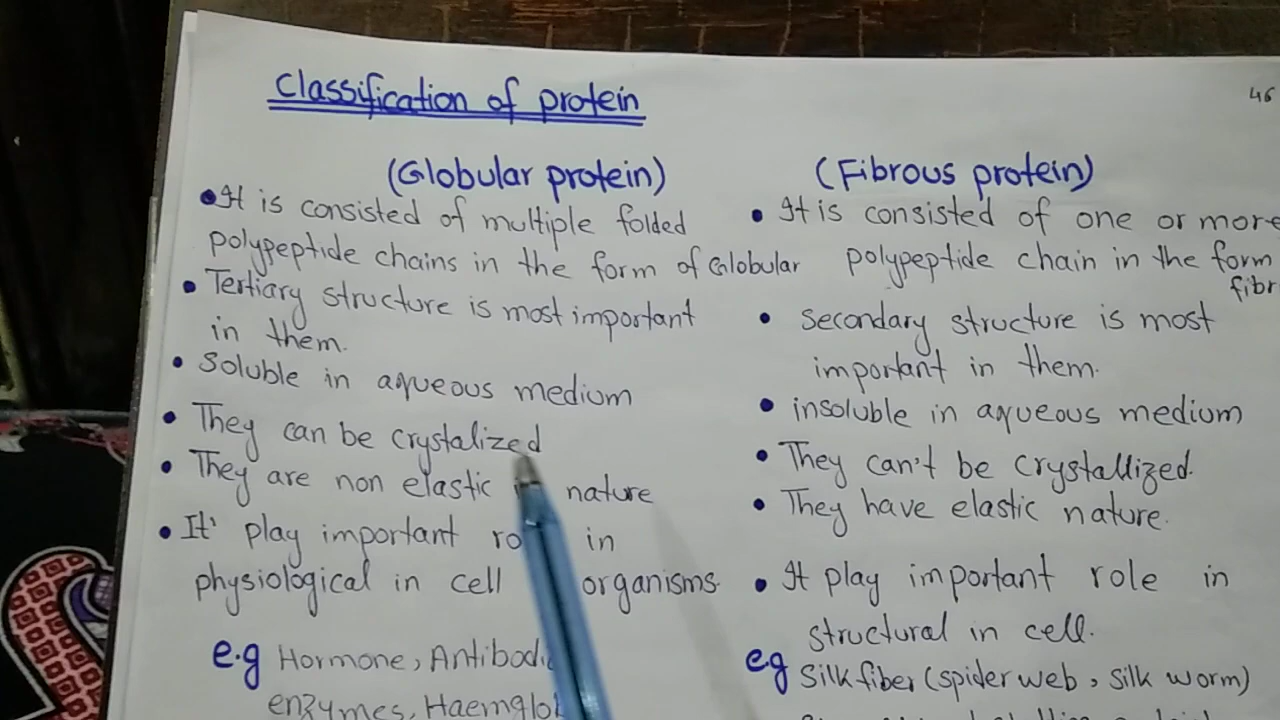 Classification of protein
46
(Globular protein)
• It is consisted of multiple folded
polypeptide chains in the form of Globular
• Tertiary structure is most important
in them.
• Soluble in aqueous medium
• They can be crystalized
• They are non elastic nature
• It' play important in
physiological in cell organisms.
e.g Hormone, Antibodi
enzymes, Haemglo
(Fibrous protein)
• It is consisted of one or more
polypeptide chain in the form
fibr
• secondary structure is most
important in them.
• insoluble in aqueous medium
• They can't be crystallized.
• They have elastic nature.
• It play important role in
structural in cell.
eg Silk fiber (spider web, silk worm)